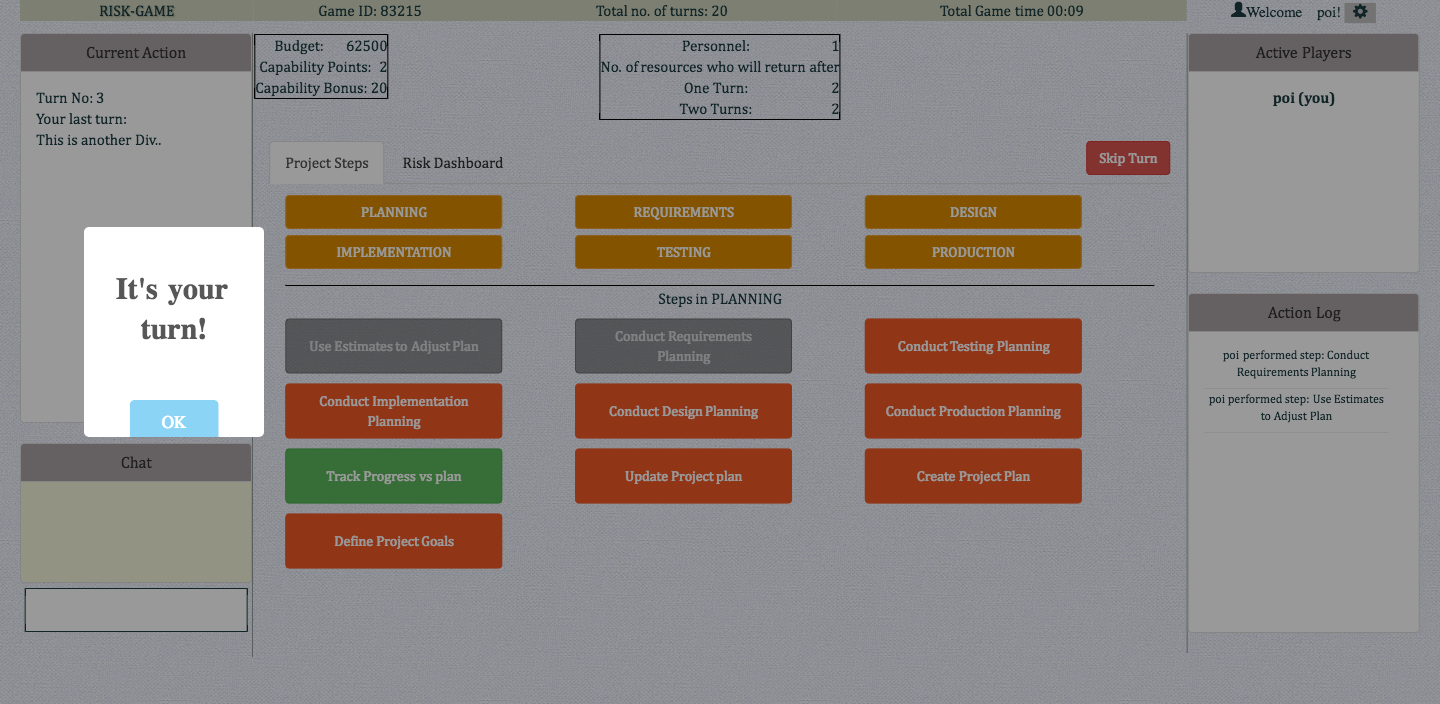 RISK-GAME
Game ID: 83215
Total no. of turns: 20
Total Game time 00:09
Welcome poi!
Current Action
Turn No: 3
Your last turn:
This is another Div..
It's your
turn!
OK
Chat
Budget: 62500
Capability Points: 2
Capability Bonus: 20
Personnel: 1
No. of resources who will return after
One Turn: 2
Two Turns: 2
Project Steps
Risk Dashboard
Skip Turn
PLANNING
REQUIREMENTS
DESIGN
IMPLEMENTATION
TESTING
PRODUCTION
Steps in PLANNING
Use Estimates to Adjust Plan
Conduct Requirements
Planning
Conduct Testing Planning
Conduct Implementation
Planning
Conduct Design Planning
Conduct Production Planning
Track Progress vs plan
Update Project plan
Create Project Plan
Define Project Goals
Active Players
poi (you)
Action Log
poi performed step: Conduct
Requirements Planning
poi performed step: Use Estimates
to Adjust Plan